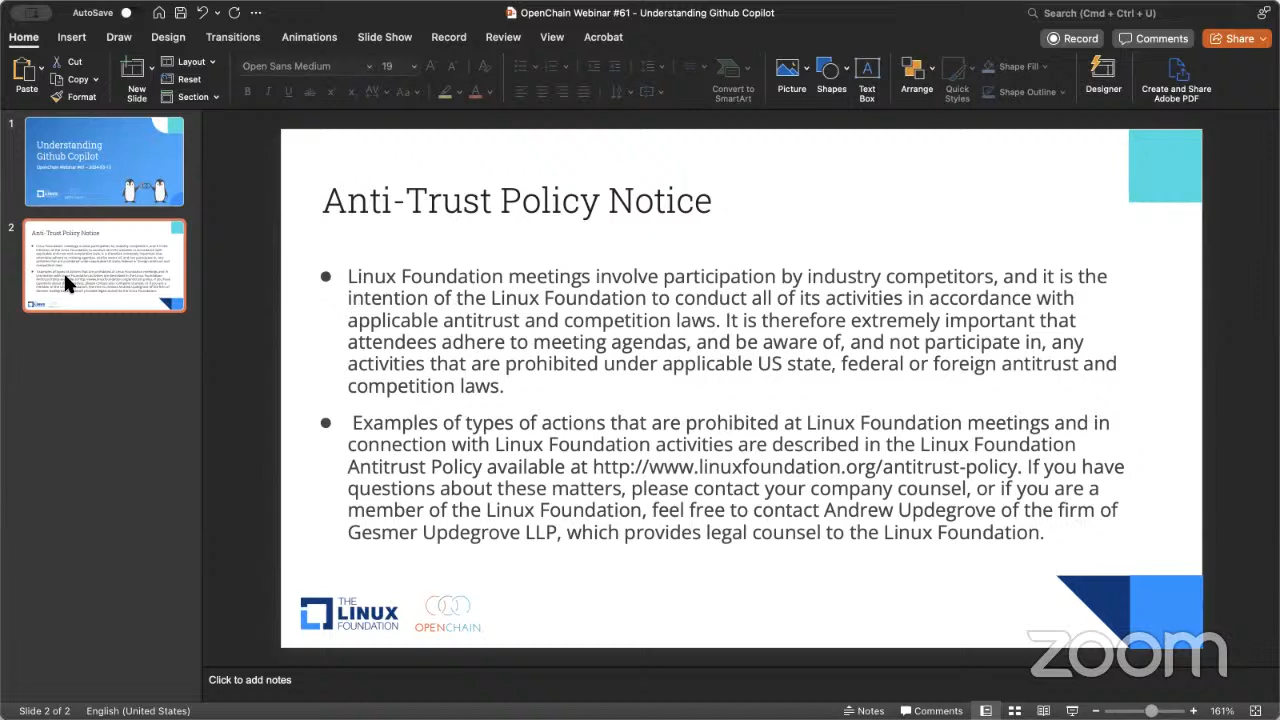 AutoSave
OpenChain Webinar #61 - Understanding Github Copilot
Search (Cmd + Ctrl + U)
Home Insert Draw Design Transitions Animations Slide Show Record Review View Acrobat
Record Comments Share
Paste
Cut
Copy
Format
New
Slide
Layout
Reset
Section
Open Sans Medium 19
Convert to
SmartArt
Picture
Shapes
Text
Box
Arrange
Quick
Styles
Shape Fill
Shape Outline
Designer
Create and Share
Adobe PDF
1
Understanding
Github Copilot
2
Anti-Trust Policy Notice
Anti-Trust Policy Notice
● Linux Foundation meetings involve participation by industry competitors, and it is the
intention of the Linux Foundation to conduct all of its activities in accordance with
applicable antitrust and competition laws. It is therefore extremely important that
attendees adhere to meeting agendas, and be aware of, and not participate in, any
activities that are prohibited under applicable US state, federal or foreign antitrust and
competition laws.
● Examples of types of actions that are prohibited at Linux Foundation meetings and in
connection with Linux Foundation activities are described in the Linux Foundation
Antitrust Policy available at http://www.linuxfoundation.org/antitrust-policy. If you have
questions about these matters, please contact your company counsel, or if you are a
member of the Linux Foundation, feel free to contact Andrew Updegrove of the firm of
Gesmer Updegrove LLP, which provides legal counsel to the Linux Foundation.
THE
LINUX
FOUNDATION
OPENCHAIN
zoom
Click to add notes
Slide 2 of 2 English (United States) Notes Comments 161%